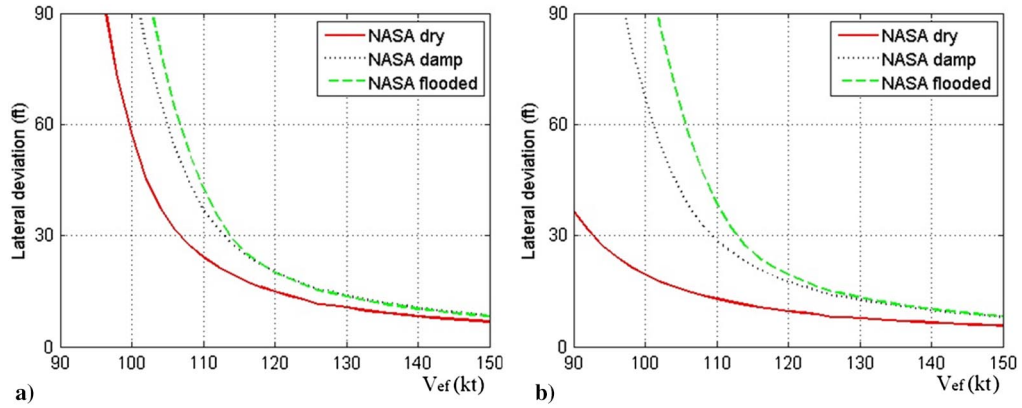 90
60
30
0
Lateral deviation (ft)
NASA dry
NASA damp
NASA flooded
90 100 110 120 130 140 150
Vef (kt)
a)
90
60
30
0
Lateral deviation (ft)
NASA dry
NASA damp
NASA flooded
90 100 110 120 130 140 150
Vef (kt)
b)